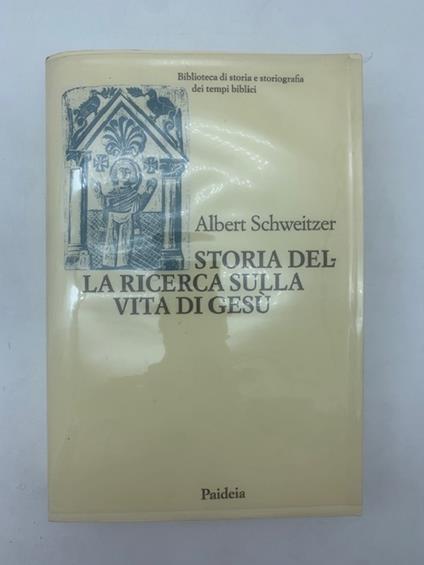 Biblioteca di storia e storiografia
dei tempi biblici
Albert Schweitzer
STORIA DEL-
LA RICERCA SULLA
VITA DI GESÙ
Paideia